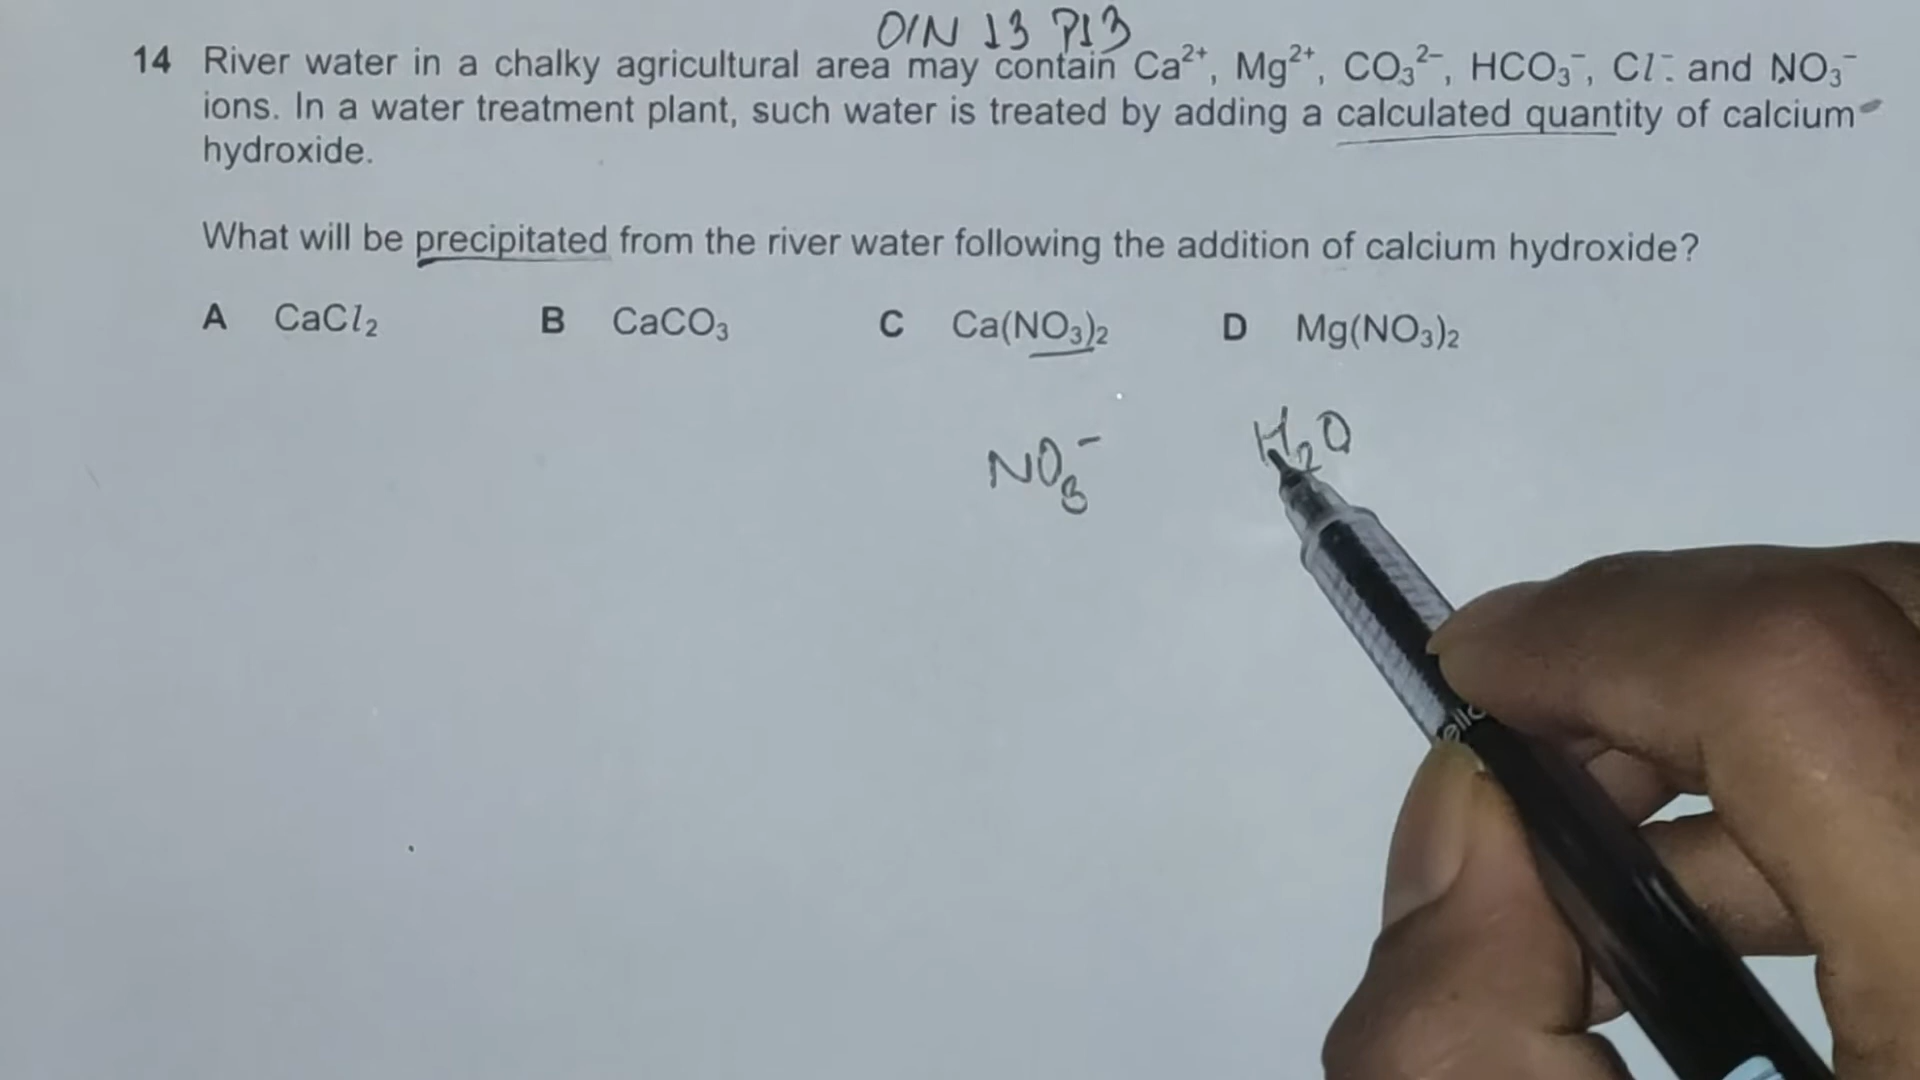 O/N 13 P13
14 River water in a chalky agricultural area may contain Ca²⁺, Mg²⁺, CO₃²⁻, HCO₃⁻, Cl⁻ and NO₃⁻
ions. In a water treatment plant, such water is treated by adding a calculated quantity of calcium
hydroxide.
What will be precipitated from the river water following the addition of calcium hydroxide?
A CaCl₂ B CaCO₃ C Ca(NO₃)₂ D Mg(NO₃)₂
NO₃⁻ H₂O